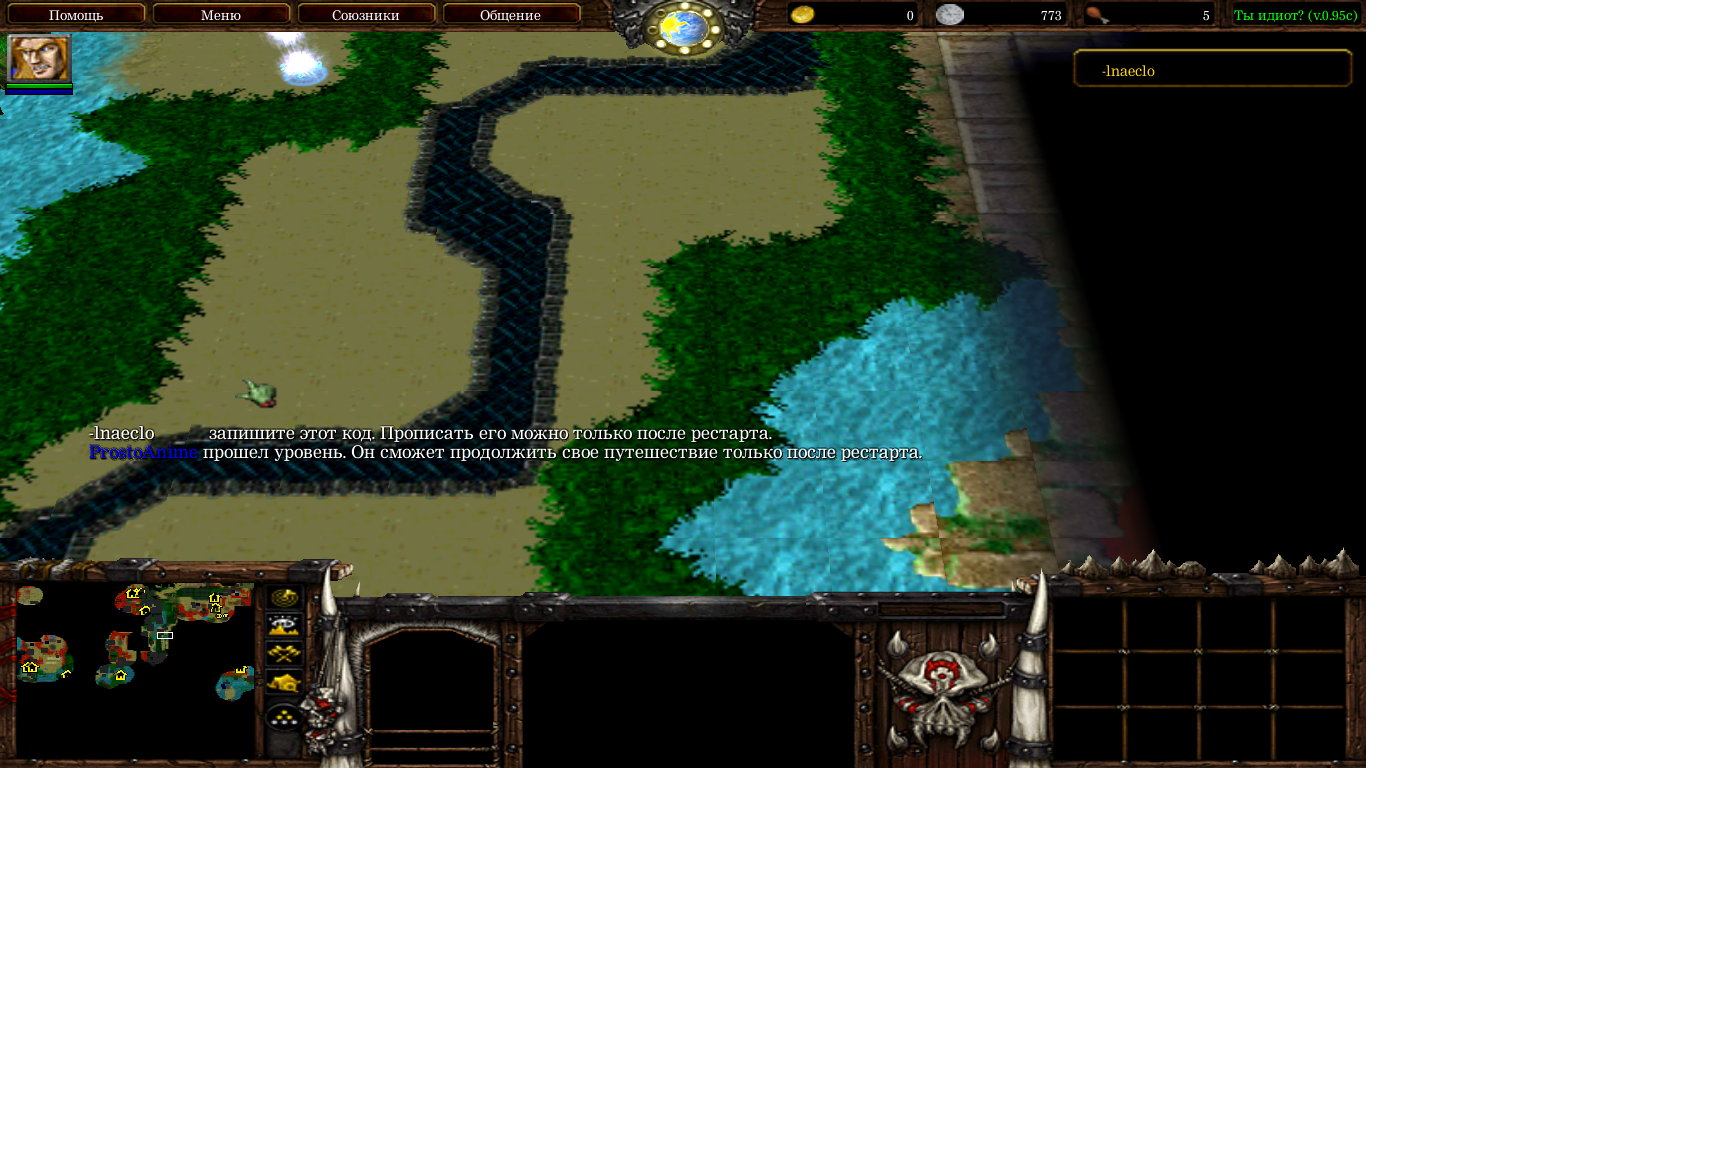 Помощь
Меню
Союзники
Общение
0
773
5
Ты идиот? (v.0.95c)
-lnaeclo
-lnaeclo запишите этот код. Прописать его можно только после рестарта.
ProstoAnime прошел уровень. Он сможет продолжить свое путешествие только после рестарта.